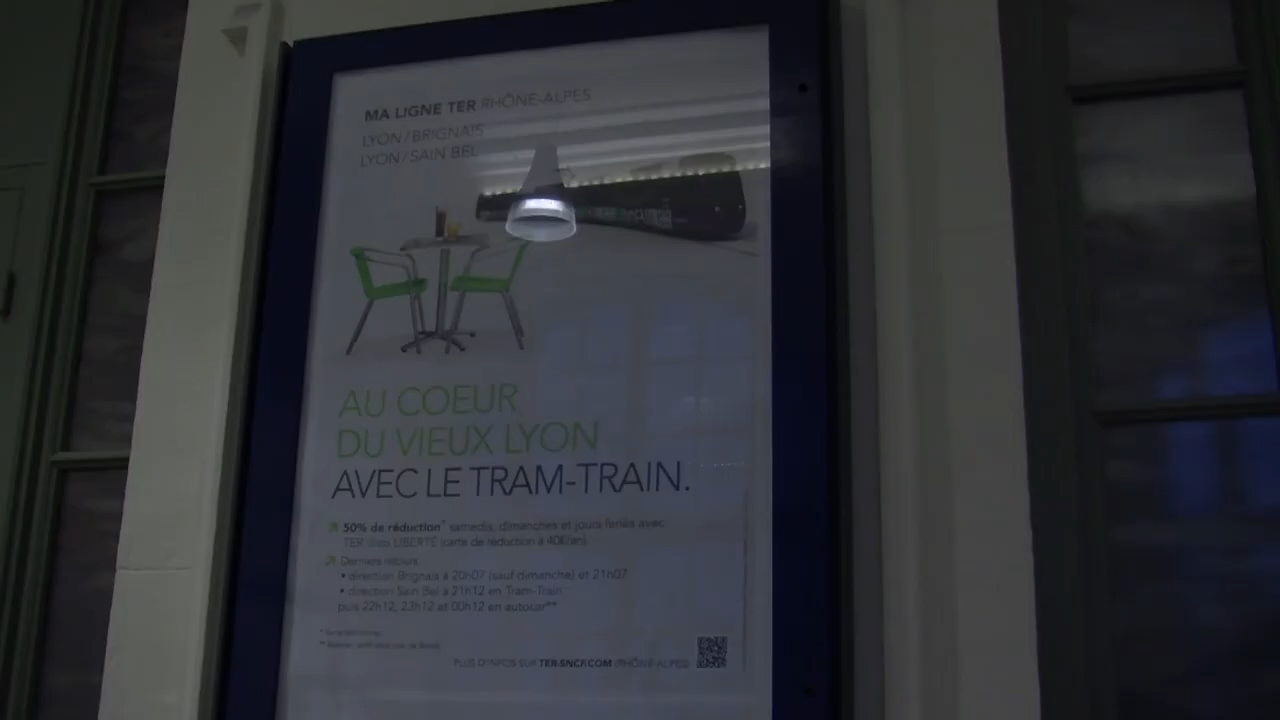 MA LIGNE TER RHÔNE-ALPES
LYON / BRIGNAIS
LYON / SAIN BEL
AU COEUR
DU VIEUX LYON
AVEC LE TRAM-TRAIN.
50% de réduction* samedis, dimanches et jours fériés avec
TER illico LIBERTÉ (carte de réduction à 40€/an).
Derniers retours
• direction Brignais à 20h07 (sauf dimanche) et 21h07
• direction Sain Bel à 21h12 en Tram-Train
puis 22h12, 23h12 et 00h12 en autocar**
PLUS D'INFOS SUR TER-SNCF.COM (RHÔNE-ALPES)